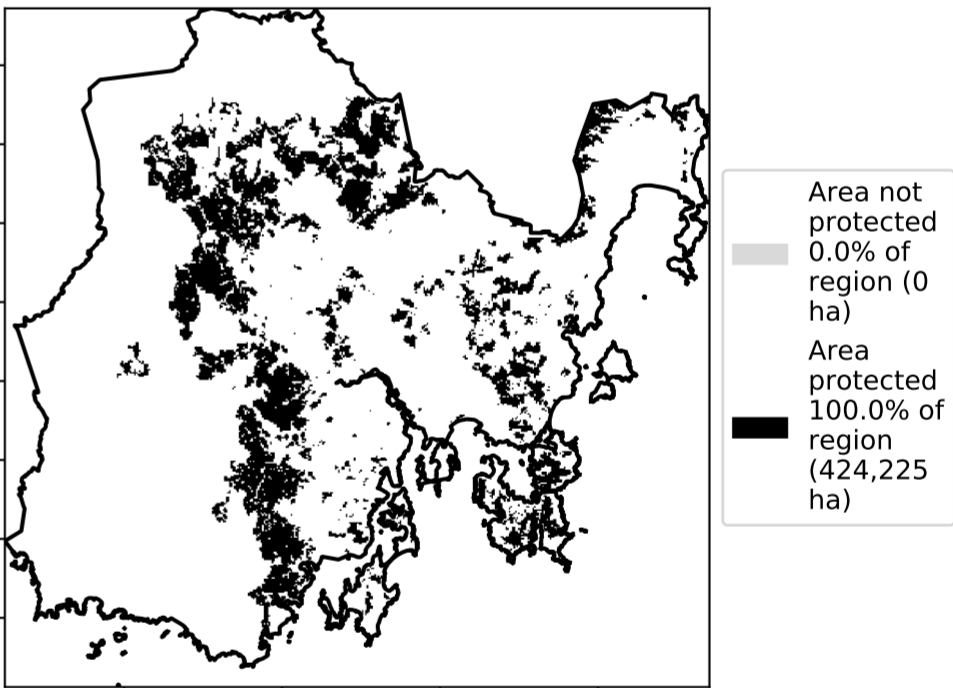 Area not
protected
0.0% of
region (0
ha)
Area
protected
100.0% of
region
(424,225
ha)